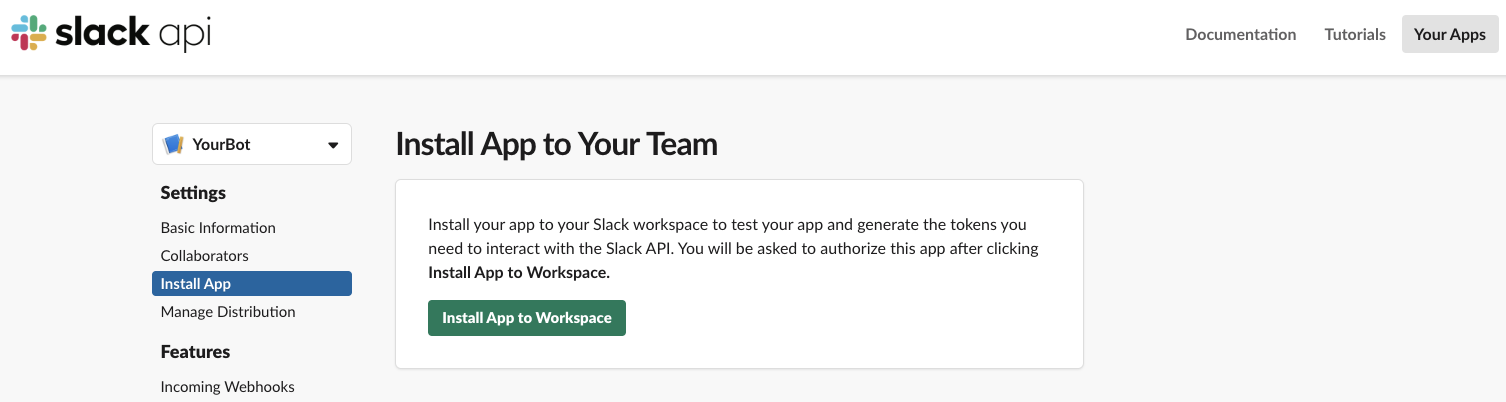 slack api
Documentation
Tutorials
Your Apps
YourBot
Settings
Basic Information
Collaborators
Install App
Manage Distribution
Features
Incoming Webhooks
Install App to Your Team
Install your app to your Slack workspace to test your app and generate the tokens you
need to interact with the Slack API. You will be asked to authorize this app after clicking
Install App to Workspace.
Install App to Workspace